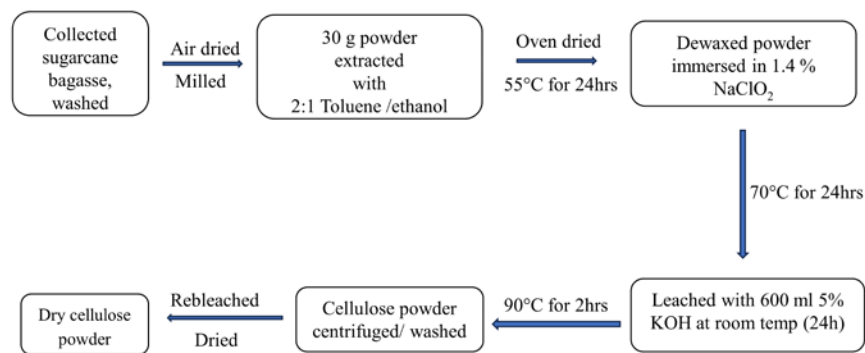 Collected
sugarcane
bagasse,
washed
Air dried
Milled
30 g powder
extracted
with
2:1 Toluene /ethanol
Oven dried
55°C for 24hrs
Dewaxed powder
immersed in 1.4 %
NaClO₂
70°C for 24hrs
Leached with 600 ml 5%
KOH at room temp (24h)
90°C for 2hrs
Cellulose powder
centrifuged/ washed
Rebleached
Dried
Dry cellulose
powder